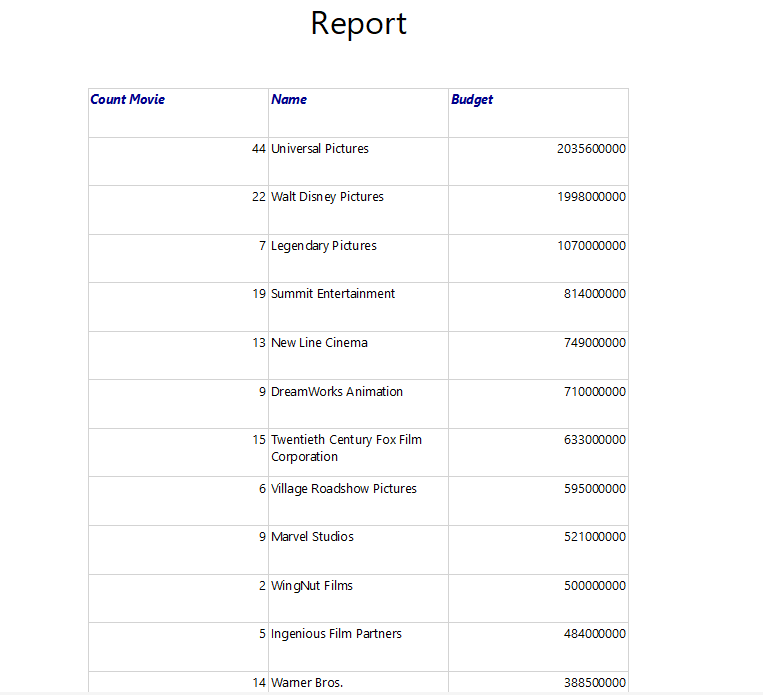 Report
Count Movie Name Budget
44 Universal Pictures 2035600000
22 Walt Disney Pictures 1998000000
7 Legendary Pictures 1070000000
19 Summit Entertainment 814000000
13 New Line Cinema 749000000
9 DreamWorks Animation 710000000
15 Twentieth Century Fox Film 633000000
Corporation
6 Village Roadshow Pictures 595000000
9 Marvel Studios 521000000
2 WingNut Films 500000000
5 Ingenious Film Partners 484000000
14 Warner Bros. 388500000